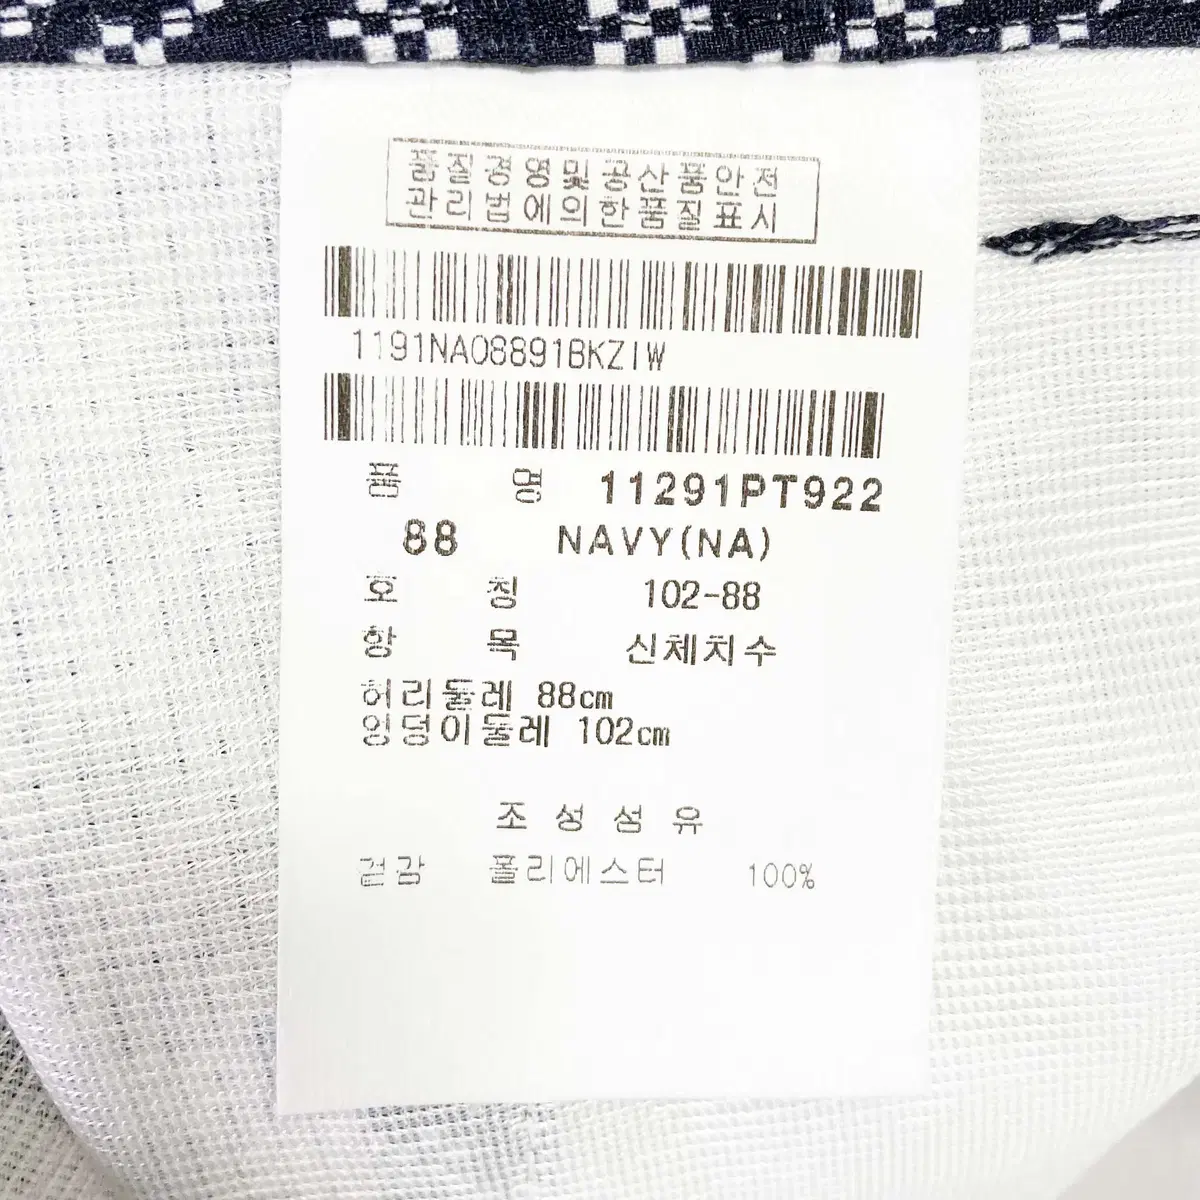 품질경영및공산품안전
관리법에의한품질표시
1191NA08891BKZIW
품 명 11291PT922
88 NAVY(NA)
호 칭 102-88
항 목 신체치수
허리둘레 88cm
엉덩이둘레 102cm
조성섬유
겉감 폴리에스터 100%